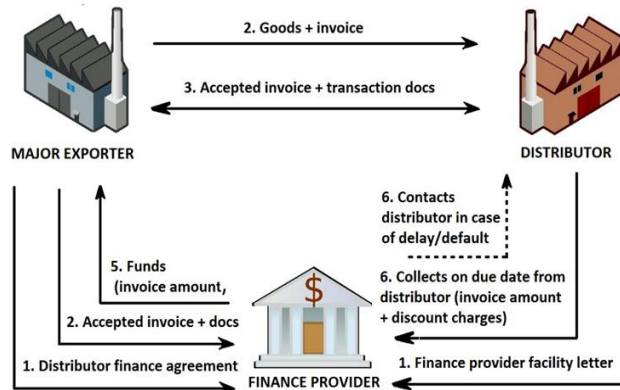 2. Goods + invoice
3. Accepted invoice + transaction docs
MAJOR EXPORTER
DISTRIBUTOR
6. Contacts
distributor in case
of delay/default
5. Funds
(invoice amount,
$
6. Collects on due date from
distributor (invoice amount
+ discount charges)
2. Accepted invoice + docs
1. Distributor finance agreement
1. Finance provider facility letter
FINANCE PROVIDER